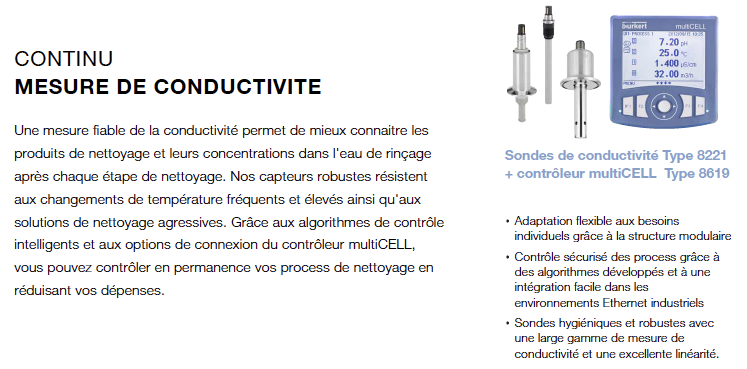 CONTINU
MESURE DE CONDUCTIVITE
Une mesure fiable de la conductivité permet de mieux connaitre les
produits de nettoyage et leurs concentrations dans l'eau de rinçage
après chaque étape de nettoyage. Nos capteurs robustes résistent
aux changements de température fréquents et élevés ainsi qu'aux
solutions de nettoyage agressives. Grâce aux algorithmes de contrôle
intelligents et aux options de connexion du contrôleur multiCELL,
vous pouvez contrôler en permanence vos process de nettoyage en
réduisant vos dépenses.
burkert
multiCELL
PROCESS 1
7.20 pH
25.0 °C
1.400 µS/cm
32.00 m3/h
MENU
Sondes de conductivité Type 8221
+ contrôleur multiCELL Type 8619
• Adaptation flexible aux besoins
individuels grâce à la structure modulaire
• Contrôle sécurisé des process grâce à
des algorithmes développés et à une
intégration facile dans les
environnements Ethernet industriels
• Sondes hygiéniques et robustes avec
une large gamme de mesure de
conductivité et une excellente linéarité.